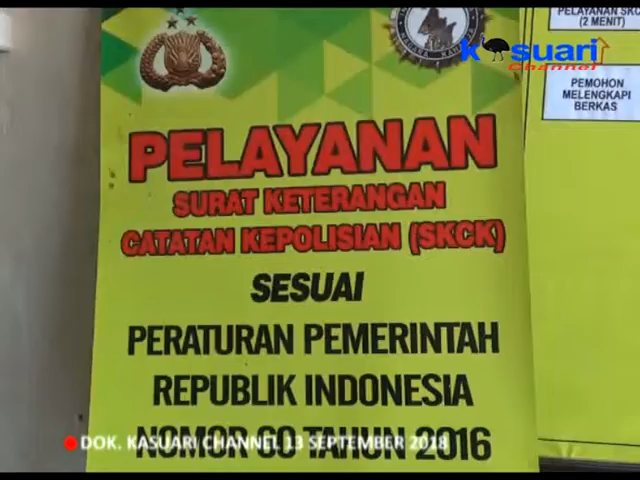 PELAYANAN SKCK
(2 MENIT)
Kasuari
Channel
PEMOHON
MELENGKAPI
BERKAS
PELAYANAN
SURAT KETERANGAN
CATATAN KEPOLISIAN (SKCK)
SESUAI
PERATURAN PEMERINTAH
REPUBLIK INDONESIA
NOMOR 60 TAHUN 2016
DOK. KASUARI CHANNEL 13 SEPTEMBER 2018